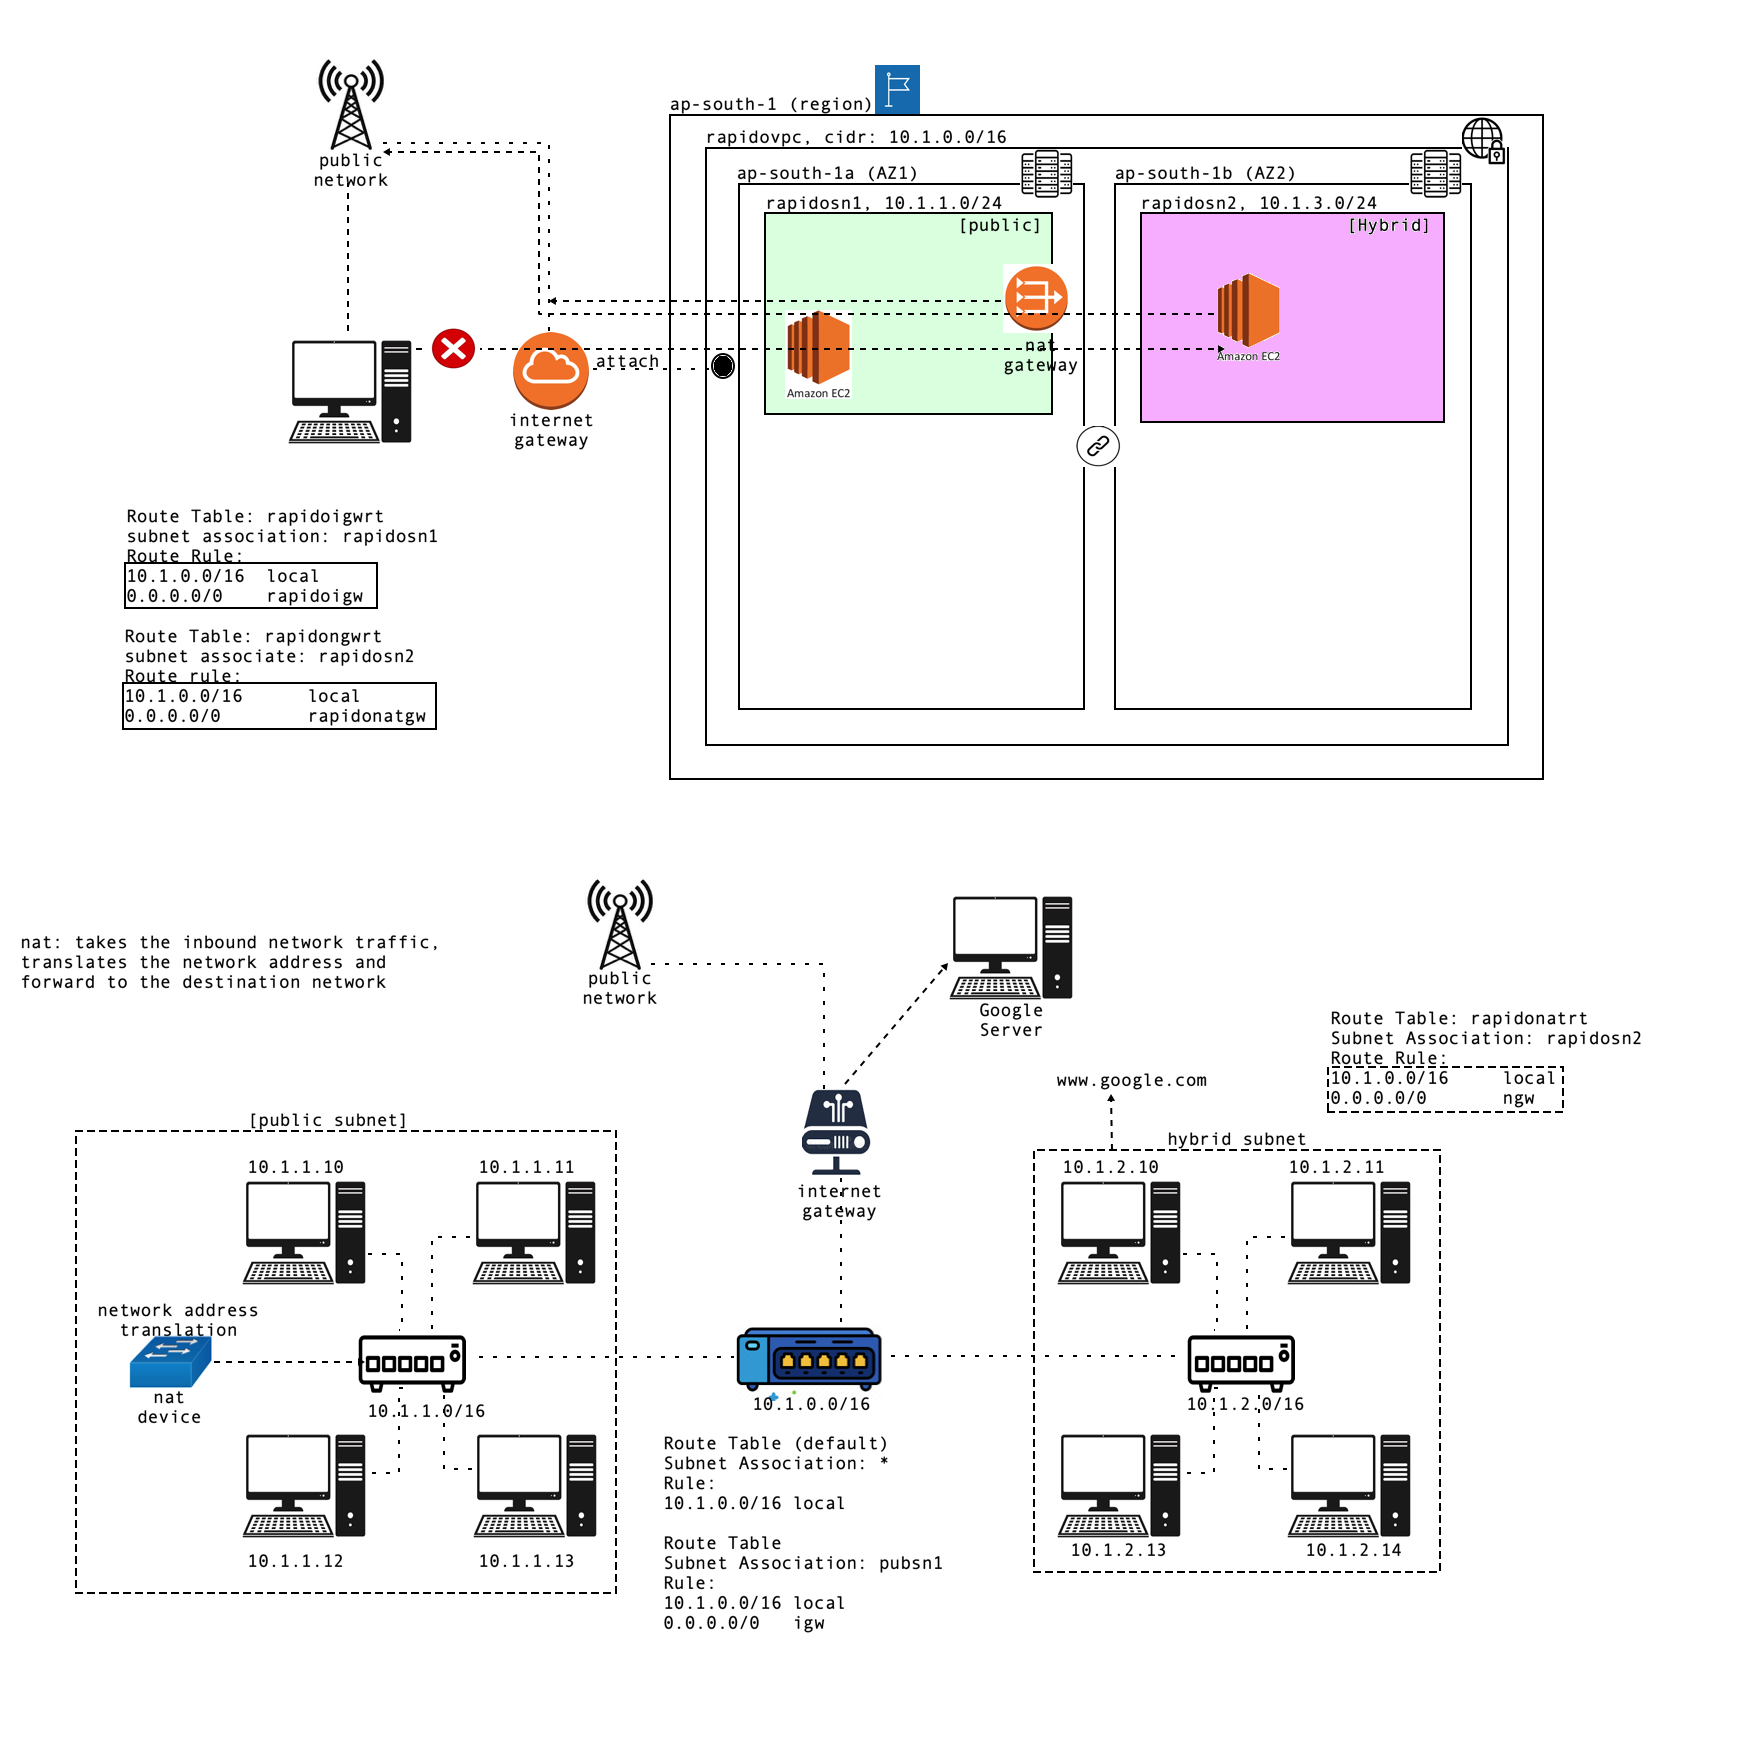 ap-south-1 (region)
rapidovpc, cidr: 10.1.0.0/16
public
network
ap-south-1a (AZ1)
ap-south-1b (AZ2)
rapidosn1, 10.1.1.0/24
[public]
rapidosn2, 10.1.3.0/24
[Hybrid]
nat
gateway
Amazon EC2
Amazon EC2
attach
internet
gateway
Route Table: rapidoigwrt
subnet association: rapidosn1
Route Rule:
10.1.0.0/16 local
0.0.0.0/0 rapidoigw
Route Table: rapidongwrt
subnet associate: rapidosn2
Route rule:
10.1.0.0/16 local
0.0.0.0/0 rapidonatgw
nat: takes the inbound network traffic,
translates the network address and
forward to the destination network
public
network
Google
Server
Route Table: rapidonatrt
Subnet Association: rapidosn2
Route Rule:
10.1.0.0/16 local
0.0.0.0/0 ngw
www.google.com
[public subnet]
hybrid subnet
10.1.1.10
10.1.1.11
internet
gateway
10.1.2.10
10.1.2.11
network address
translation
nat
device
10.1.1.0/16
10.1.0.0/16
10.1.2.0/16
10.1.1.12
10.1.1.13
Route Table (default)
Subnet Association: *
Rule:
10.1.0.0/16 local
Route Table
Subnet Association: pubsn1
Rule:
10.1.0.0/16 local
0.0.0.0/0 igw
10.1.2.13
10.1.2.14